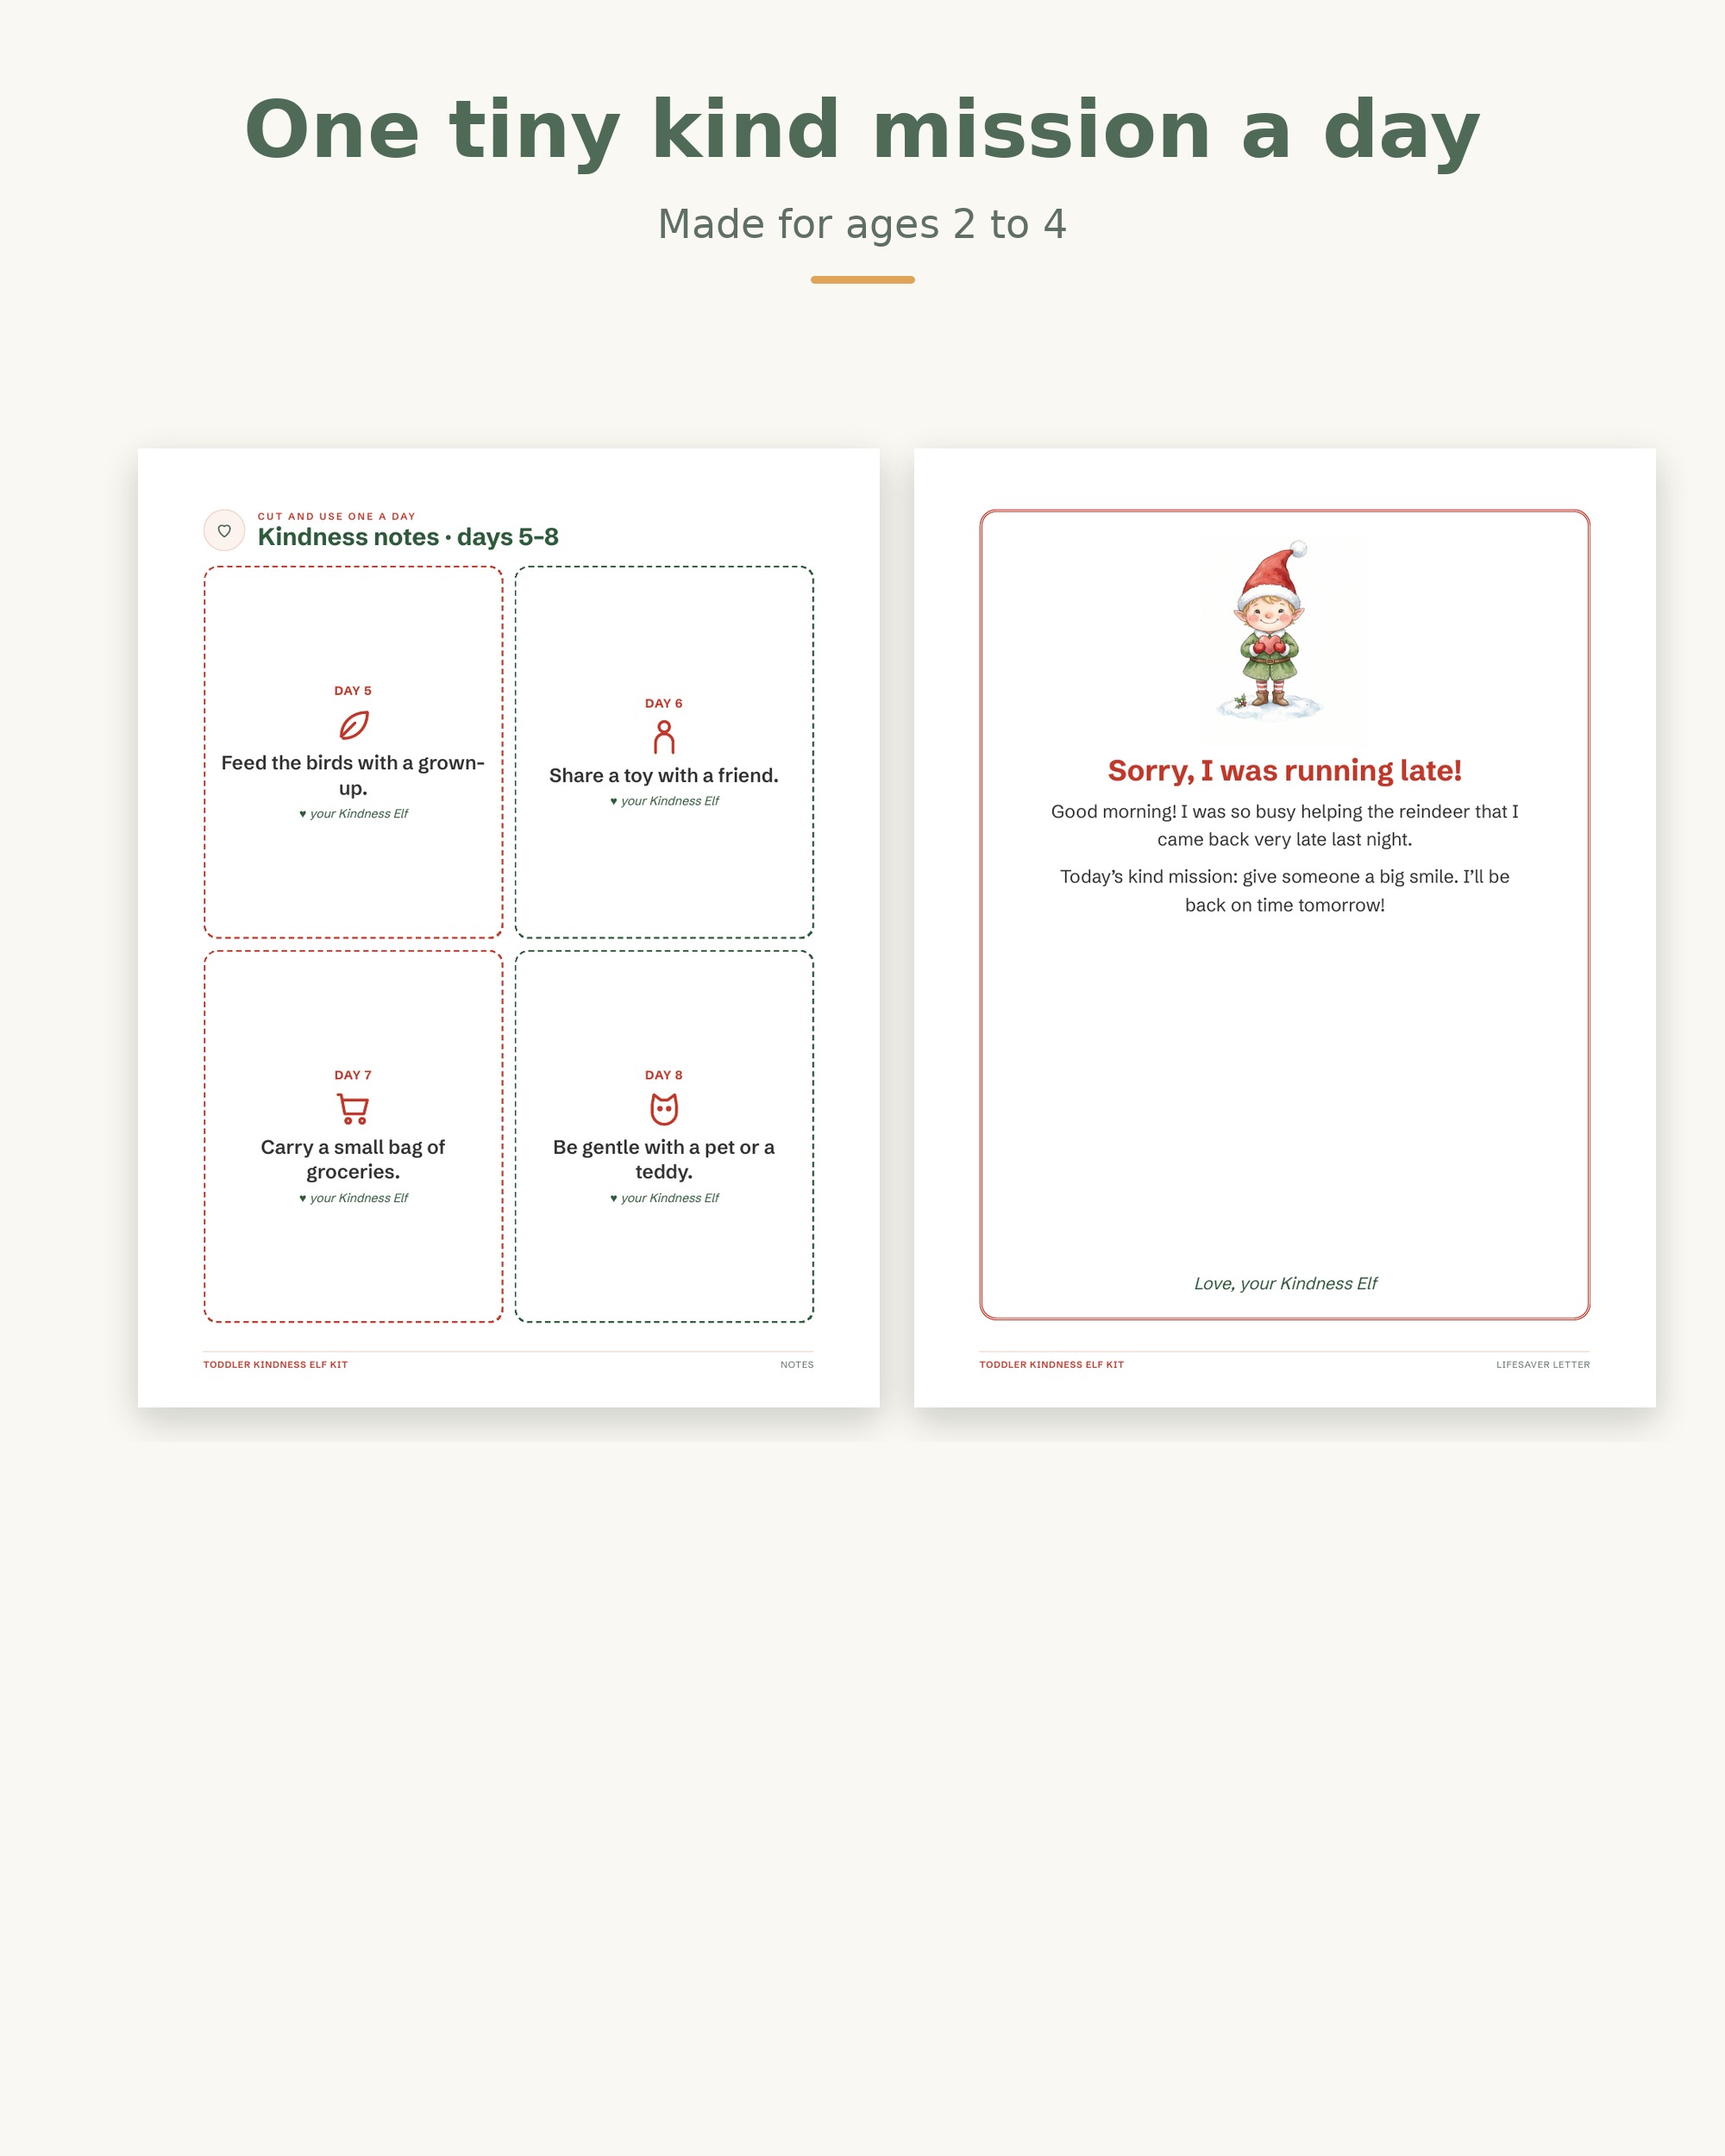 One tiny kind mission a day
Made for ages 2 to 4
CUT AND USE ONE A DAY
Kindness notes · days 5–8
DAY 5
Feed the birds with a grown-
up.
♥ your Kindness Elf
DAY 6
Share a toy with a friend.
♥ your Kindness Elf
DAY 7
Carry a small bag of
groceries.
♥ your Kindness Elf
DAY 8
Be gentle with a pet or a
teddy.
♥ your Kindness Elf
TODDLER KINDNESS ELF KIT
NOTES
Sorry, I was running late!
Good morning! I was so busy helping the reindeer that I
came back very late last night.
Today’s kind mission: give someone a big smile. I’ll be
back on time tomorrow!
Love, your Kindness Elf
TODDLER KINDNESS ELF KIT
LIFESAVER LETTER